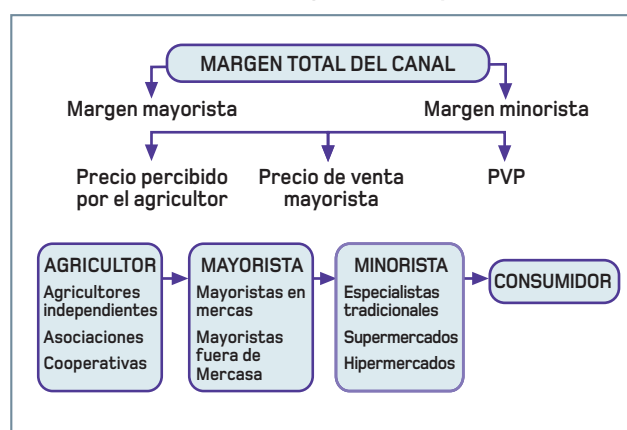 MARGEN TOTAL DEL CANAL
Margen mayorista
Margen minorista
Precio percibido
por el agricultor
Precio de venta
mayorista
PVP
AGRICULTOR
Agricultores
independientes
Asociaciones
Cooperativas
MAYORISTA
Mayoristas en
mercas
Mayoristas
fuera de
Mercasa
MINORISTA
Especialistas
tradicionales
Supermercados
Hipermercados
CONSUMIDOR